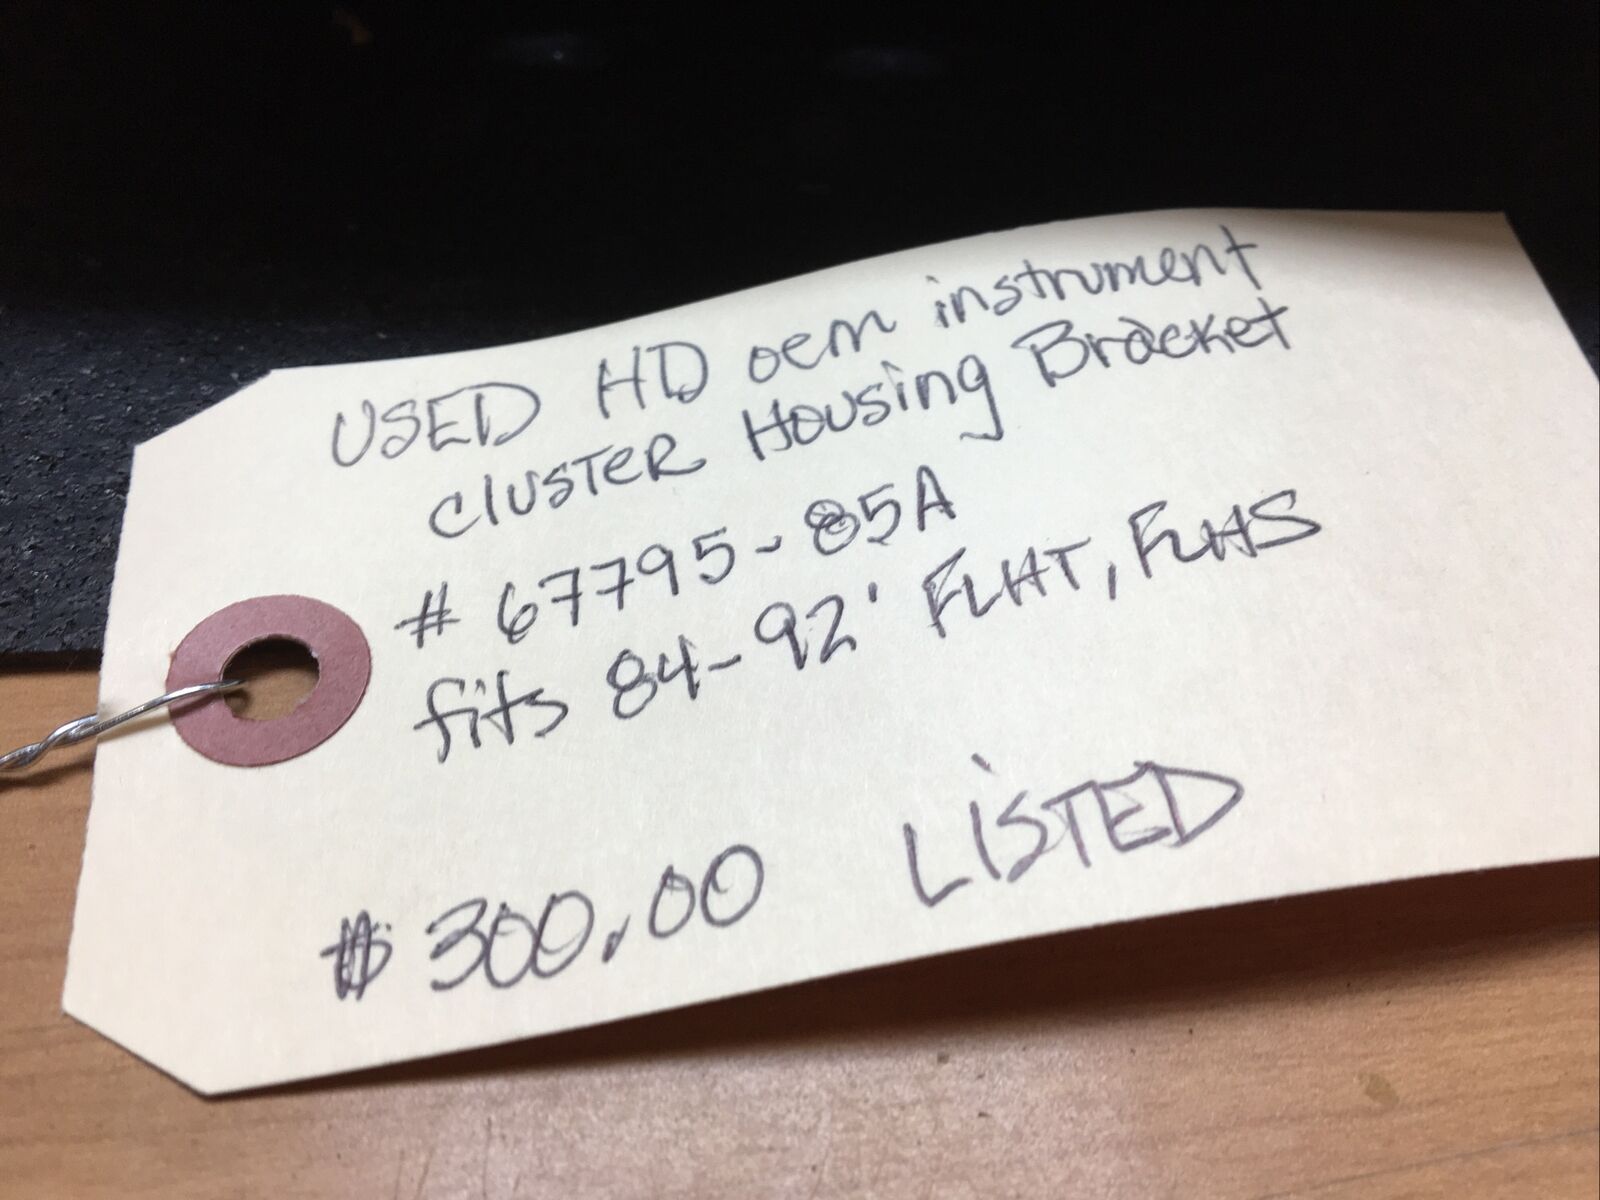 USED HD oem instrument
cluster Housing Bracket
# 67795-85A
fits 84-92' FLHT, FLHS
$300.00 LiSTED